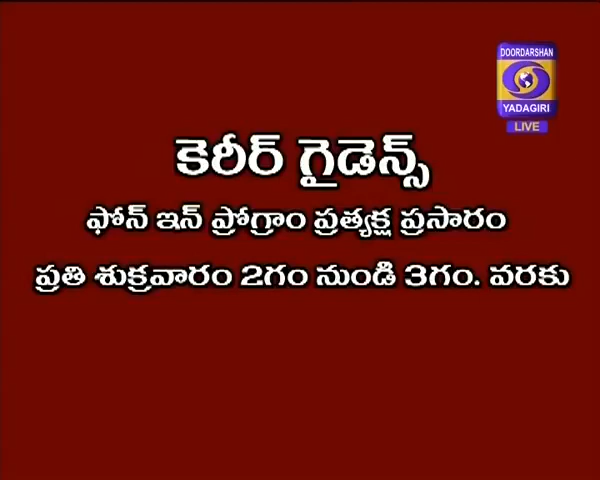 DOORDARSHAN
YADAGIRI
LIVE
కెరీర్ గైడెన్స్
ఫోన్ ఇన్ ప్రోగ్రాం ప్రత్యక్ష ప్రసారం
ప్రతి శుక్రవారం 2గం నుండి 3గం. వరకు